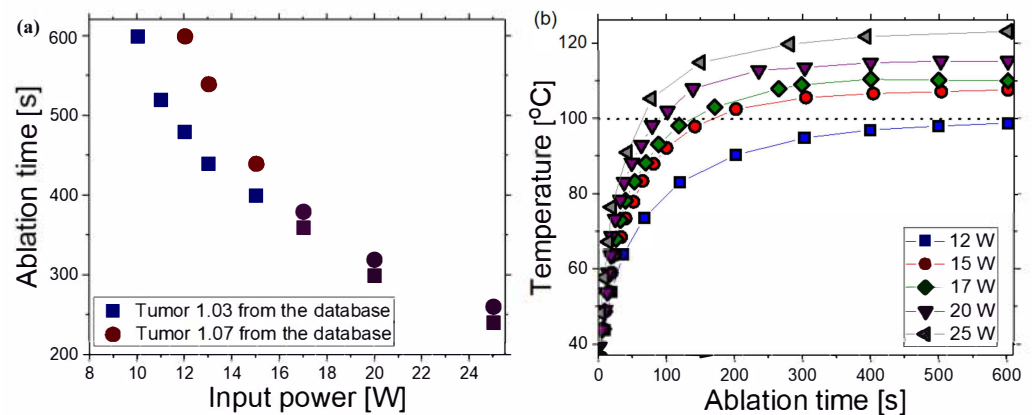 (a)
600
500
400
300
200
Ablation time [s]
Tumor 1.03 from the database
Tumor 1.07 from the database
8 10 12 14 16 18 20 22 24
Input power [W]
(b)
120
100
80
60
40
Temperature [ºC]
12 W
15 W
17 W
20 W
25 W
0 100 200 300 400 500 600
Ablation time [s]